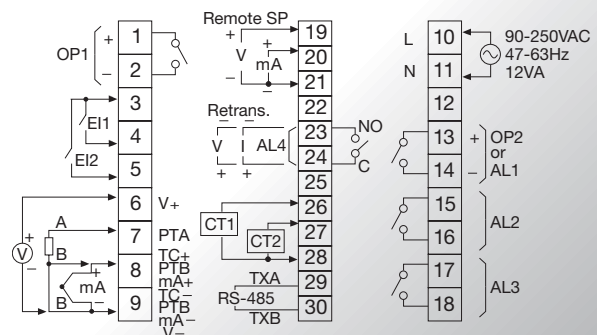 1
2
3
4
5
6
7
8
9
OP1
+
−
EI1
EI2
V+
A
PTA
TC+
B
PTB
mA+
TC−
B
PTB
mA−
V−
+
V
−
mA
Remote SP
+
V
−
+
mA
−
19
20
21
22
23
24
25
26
27
28
29
30
Retrans.
V
I
AL4
+
+
NO
C
CT1
CT2
TXA
RS-485
TXB
10
11
12
13
14
15
16
17
18
L
N
90-250VAC
47-63Hz
12VA
+
−
OP2
or
AL1
AL2
AL3